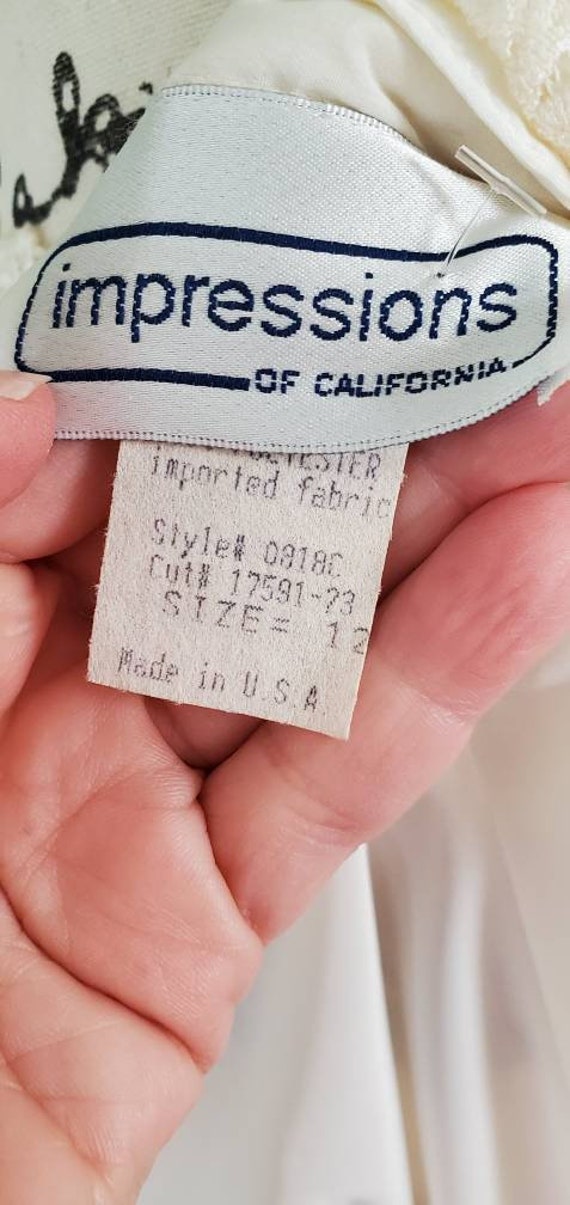 impressions
OF CALIFORNIA
imported fabric
Style# 0818C
Cut# 17591-73
SIZE= 12
Made in U.S.A